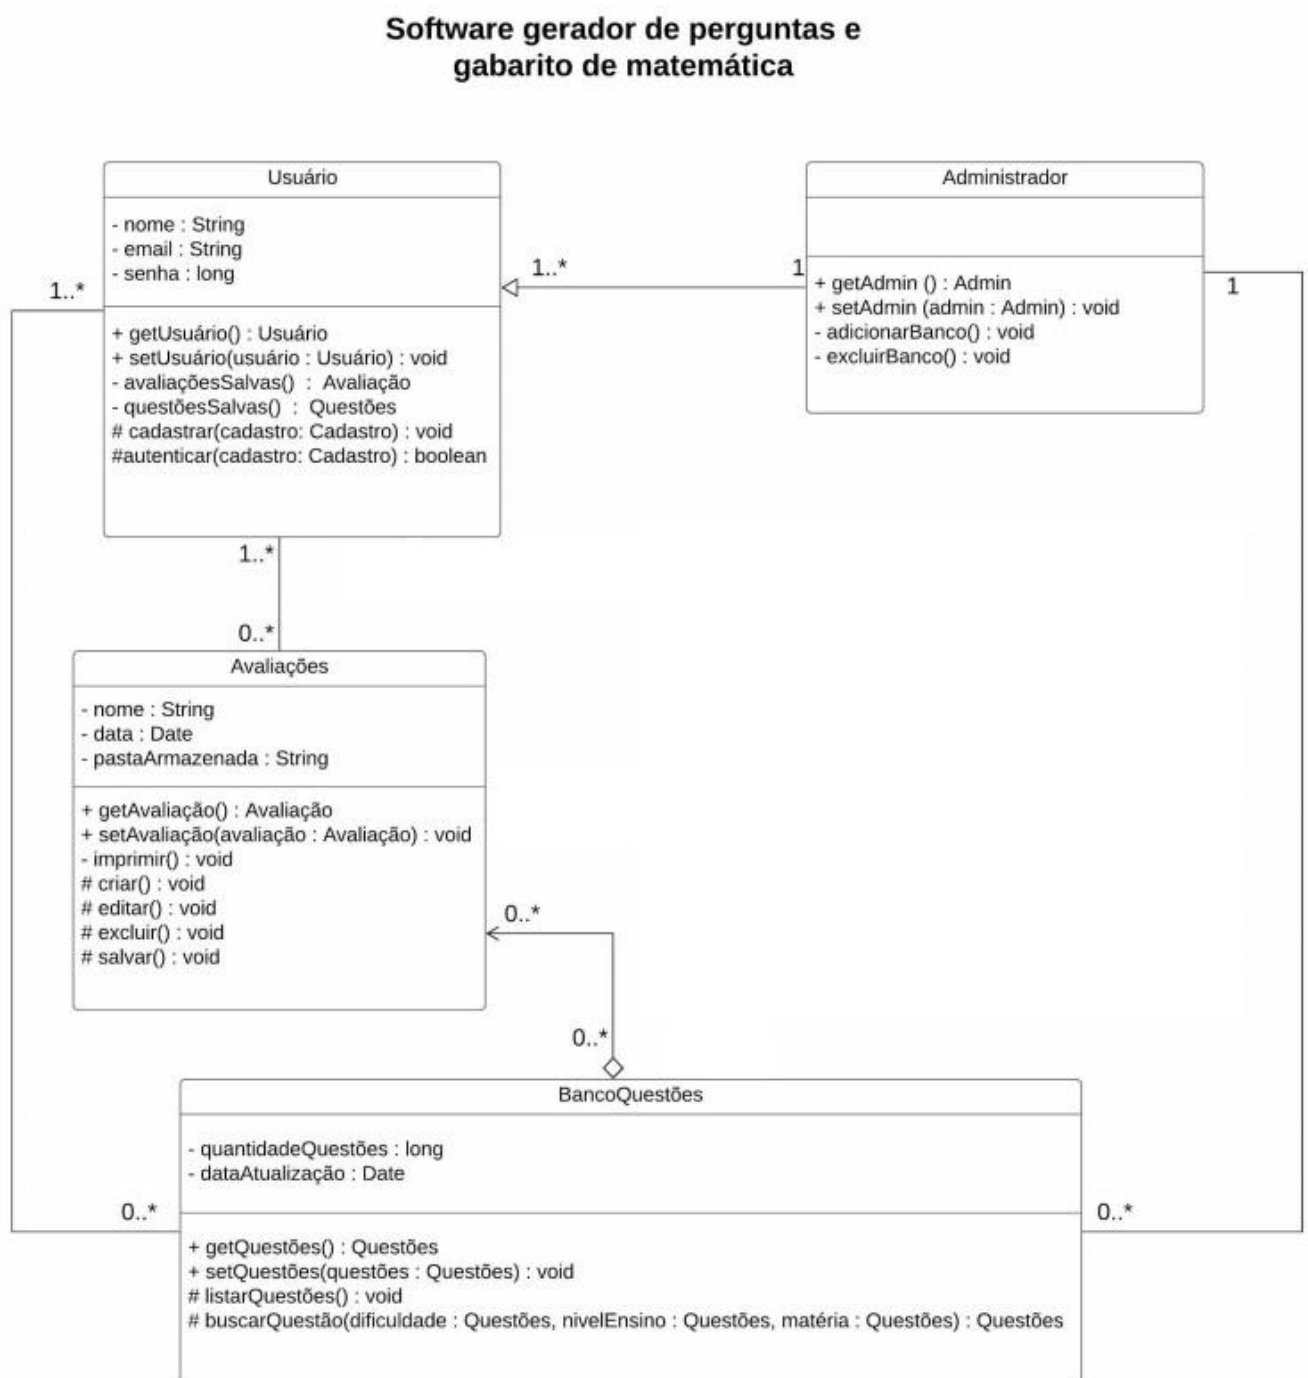 Software gerador de perguntas e
gabarito de matemática
Usuário
- nome : String
- email : String
- senha : long
+ getUsuário() : Usuário
+ setUsuário(usuário : Usuário) : void
- avaliaçõesSalvas()  :  Avaliação
- questõesSalvas()  :  Questões
# cadastrar(cadastro: Cadastro) : void
#autenticar(cadastro: Cadastro) : boolean
Administrador
+ getAdmin () : Admin
+ setAdmin (admin : Admin) : void
- adicionarBanco() : void
- excluirBanco() : void
1..*
1
1..*
1
1..*
0..*
Avaliações
- nome : String
- data : Date
- pastaArmazenada : String
+ getAvaliação() : Avaliação
+ setAvaliação(avaliação : Avaliação) : void
- imprimir() : void
# criar() : void
# editar() : void
# excluir() : void
# salvar() : void
0..*
0..*
BancoQuestões
- quantidadeQuestões : long
- dataAtualização : Date
0..*
0..*
+ getQuestões() : Questões
+ setQuestões(questões : Questões) : void
# listarQuestões() : void
# buscarQuestão(dificuldade : Questões, nivelEnsino : Questões, matéria : Questões) : Questões